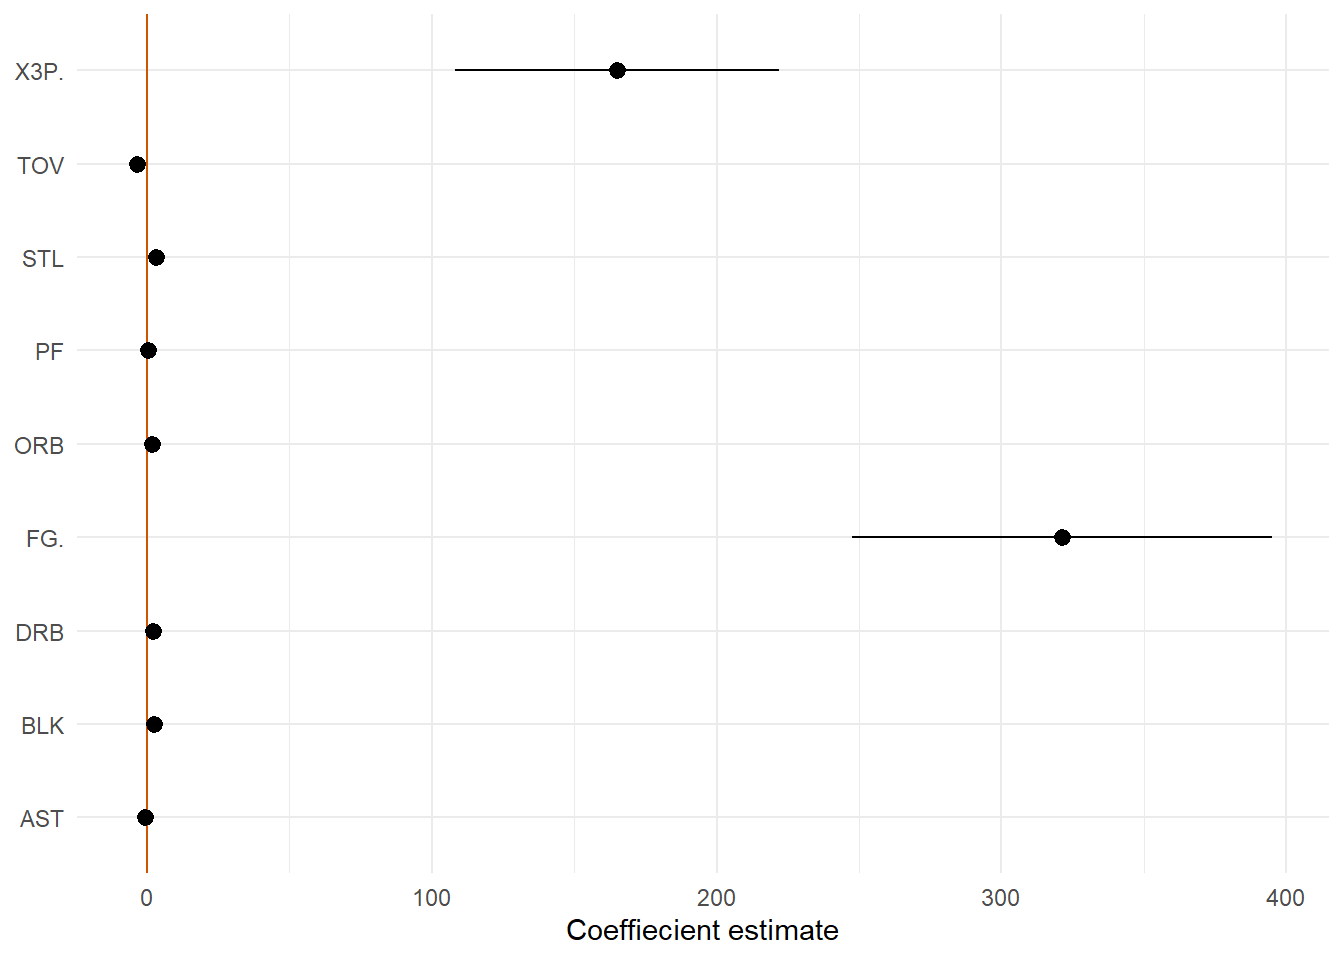 X3P.
TOV
STL
PF
ORB
FG.
DRB
BLK
AST
0 100 200 300 400
Coeffiecient estimate